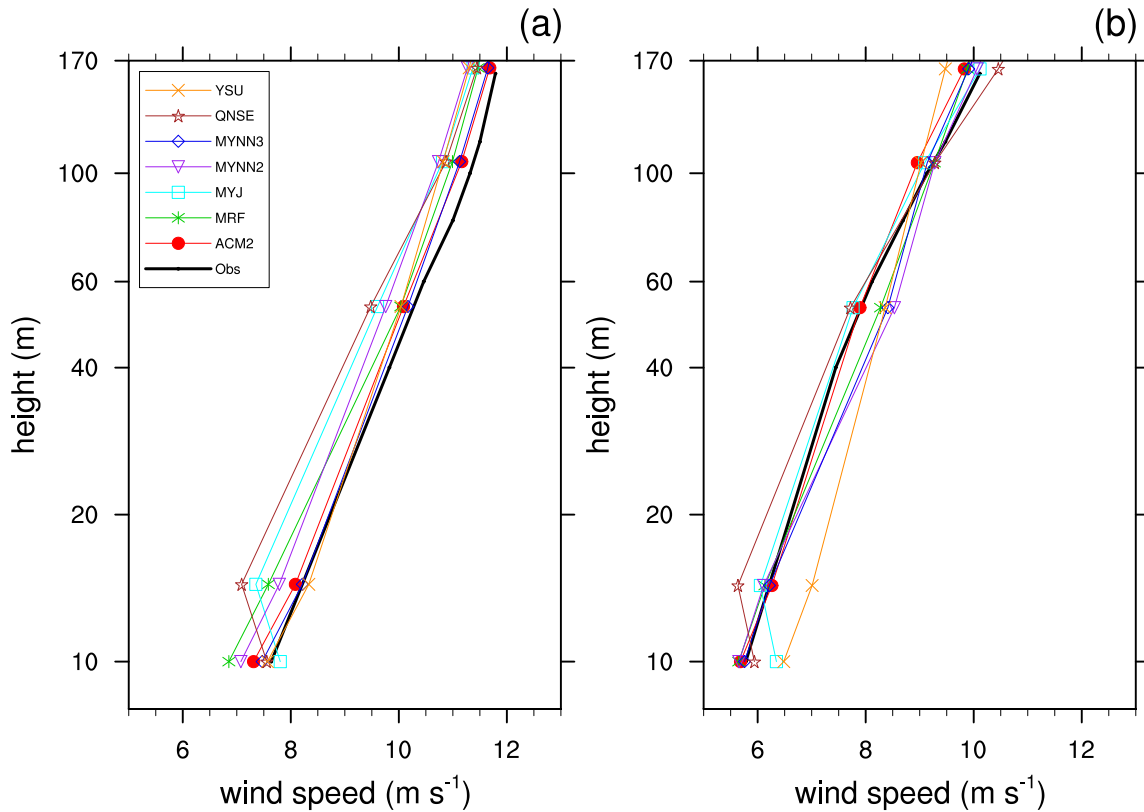 (a)
170
100
60
40
20
10
height (m)
YSU
QNSE
MYNN3
MYNN2
MYJ
MRF
ACM2
Obs
6 8 10 12
wind speed (m s⁻¹)
(b)
170
100
60
40
20
10
height (m)
6 8 10 12
wind speed (m s⁻¹)